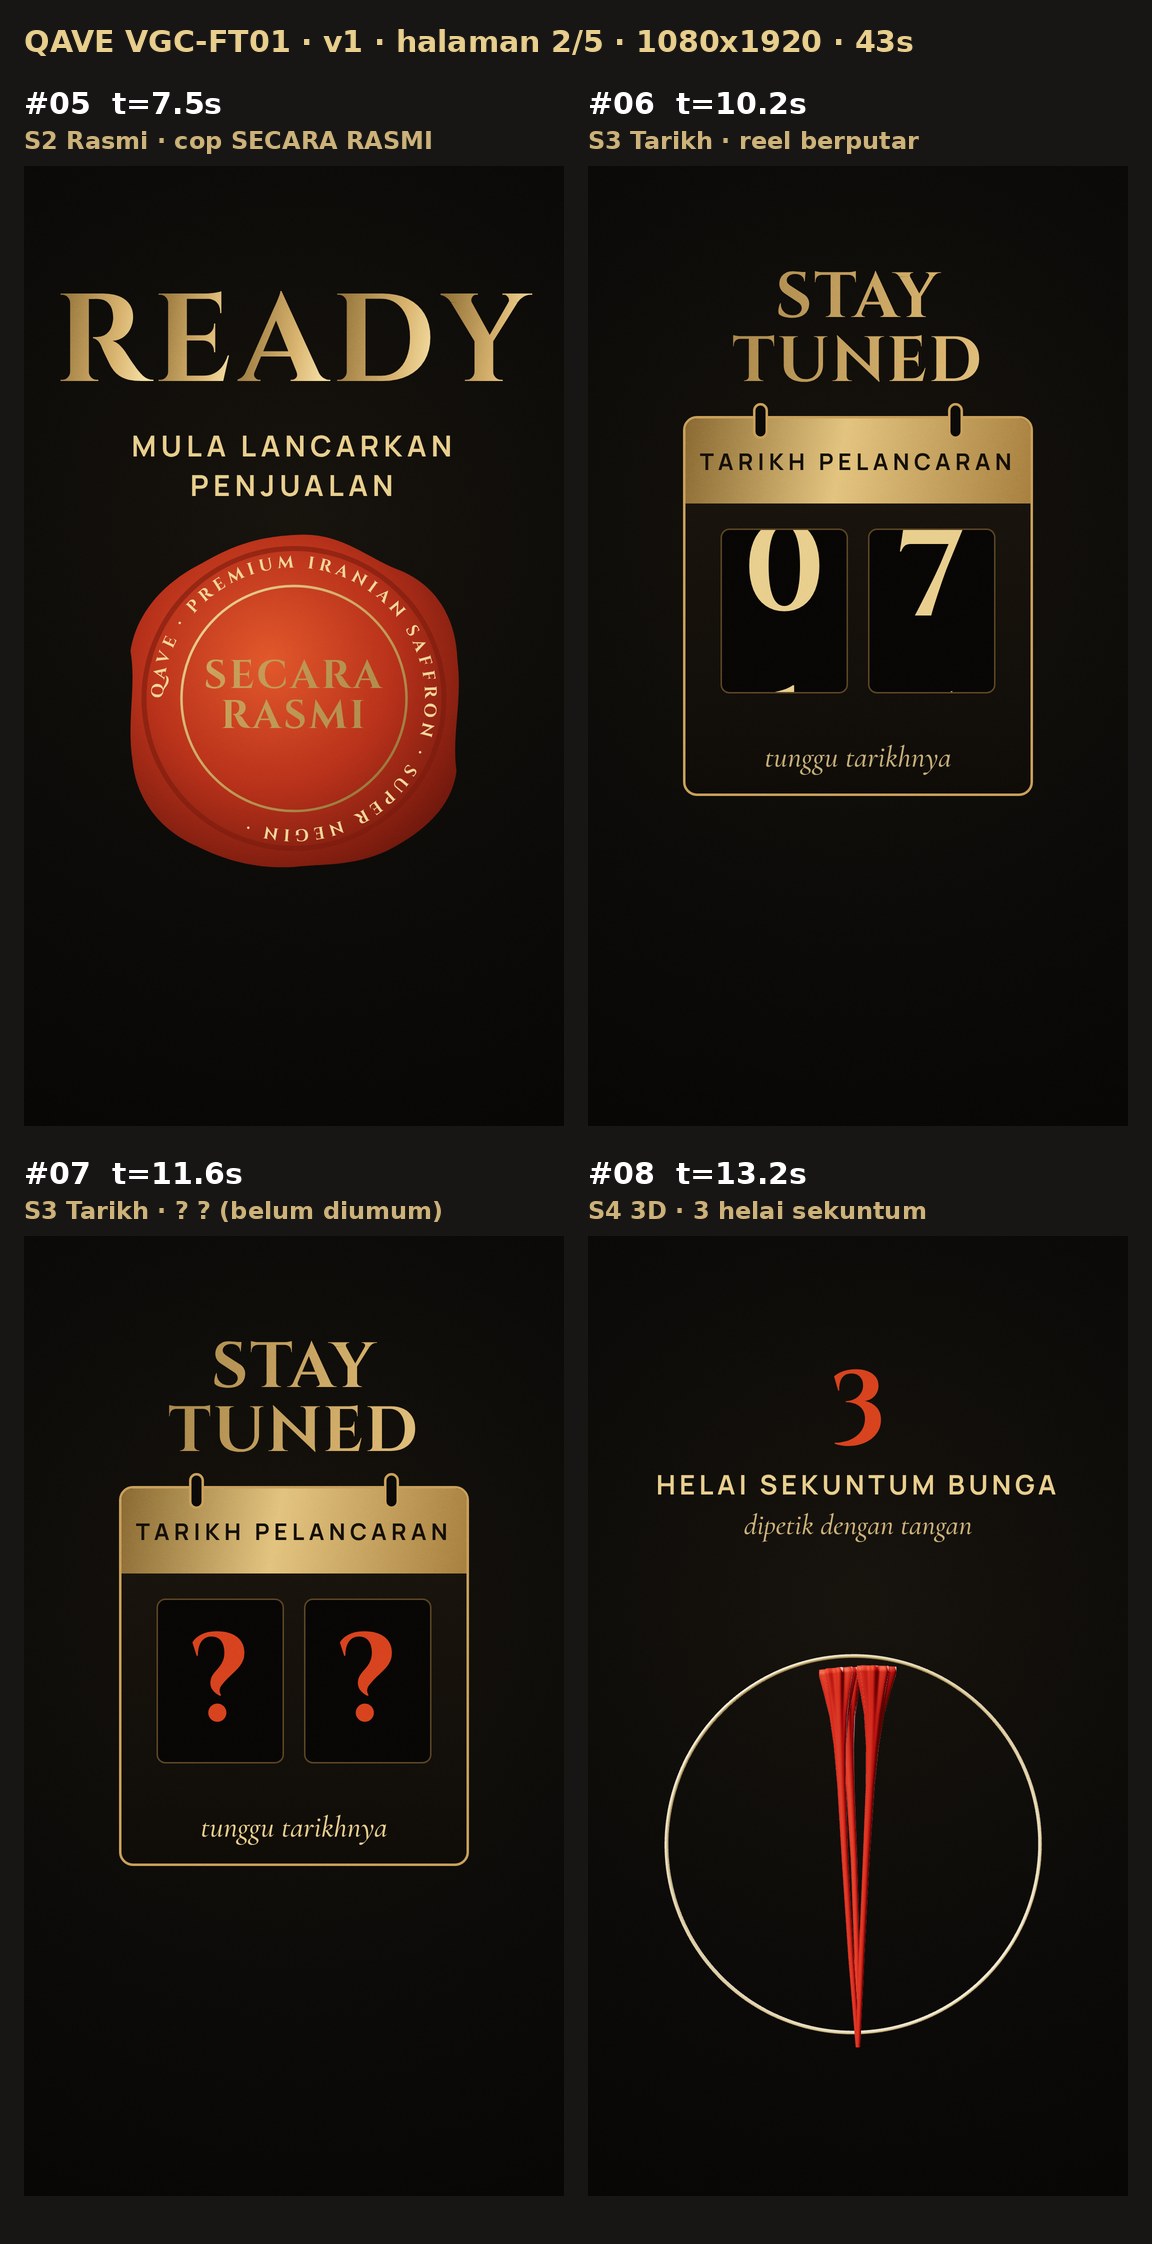 QAVE VGC-FT01 · v1 · halaman 2/5 · 1080x1920 · 43s
#05 t=7.5s
S2 Rasmi · cop SECARA RASMI
READY
MULA LANCARKAN
PENJUALAN
QAVE · PREMIUM IRANIAN SAFFRON · SUPER NEGIN ·
SECARA
RASMI
#06 t=10.2s
S3 Tarikh · reel berputar
STAY
TUNED
TARIKH PELANCARAN
0 7
tunggu tarikhnya
#07 t=11.6s
S3 Tarikh · ? ? (belum diumum)
STAY
TUNED
TARIKH PELANCARAN
? ?
tunggu tarikhnya
#08 t=13.2s
S4 3D · 3 helai sekuntum
3
HELAI SEKUNTUM BUNGA
dipetik dengan tangan